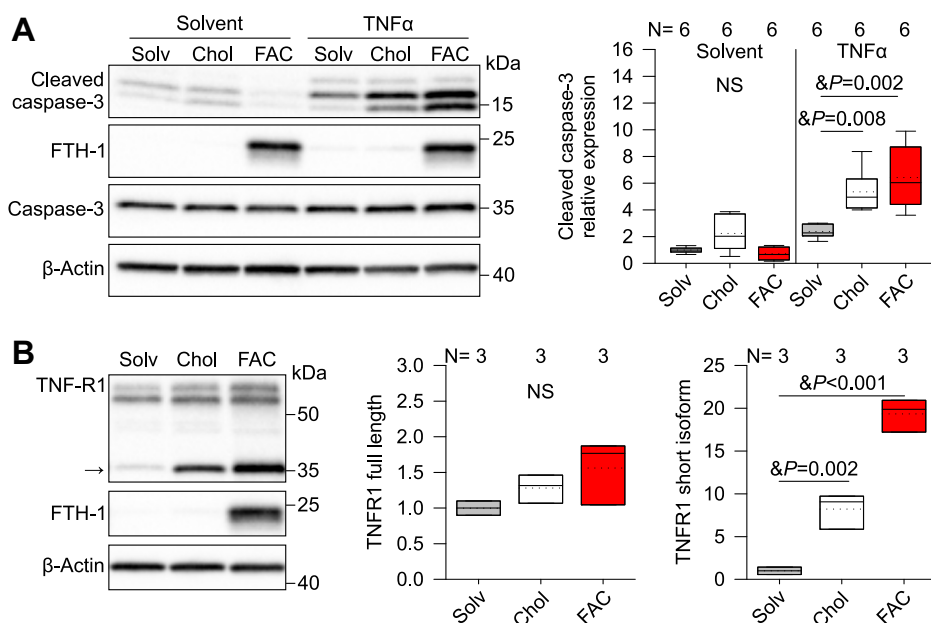 A
Solvent TNFα
Solv Chol FAC Solv Chol FAC
kDa
Cleaved
caspase-3
15
FTH-1
25
Caspase-3
35
β-Actin
40
N= 6 6 6 6 6 6
Solvent TNFα
NS
&P=0.002
&P=0.008
Cleaved caspase-3
relative expression
16
14
12
10
8
6
4
2
0
Solv Chol FAC Solv Chol FAC
B
Solv Chol FAC
kDa
TNF-R1
50
→
35
FTH-1
25
β-Actin
40
N= 3 3 3
NS
TNFR1 full length
3.0
2.5
2.0
1.5
1.0
0.5
0.0
Solv Chol FAC
N= 3 3 3
&P<0.001
&P=0.002
TNFR1 short isoform
25
20
15
10
5
0
Solv Chol FAC